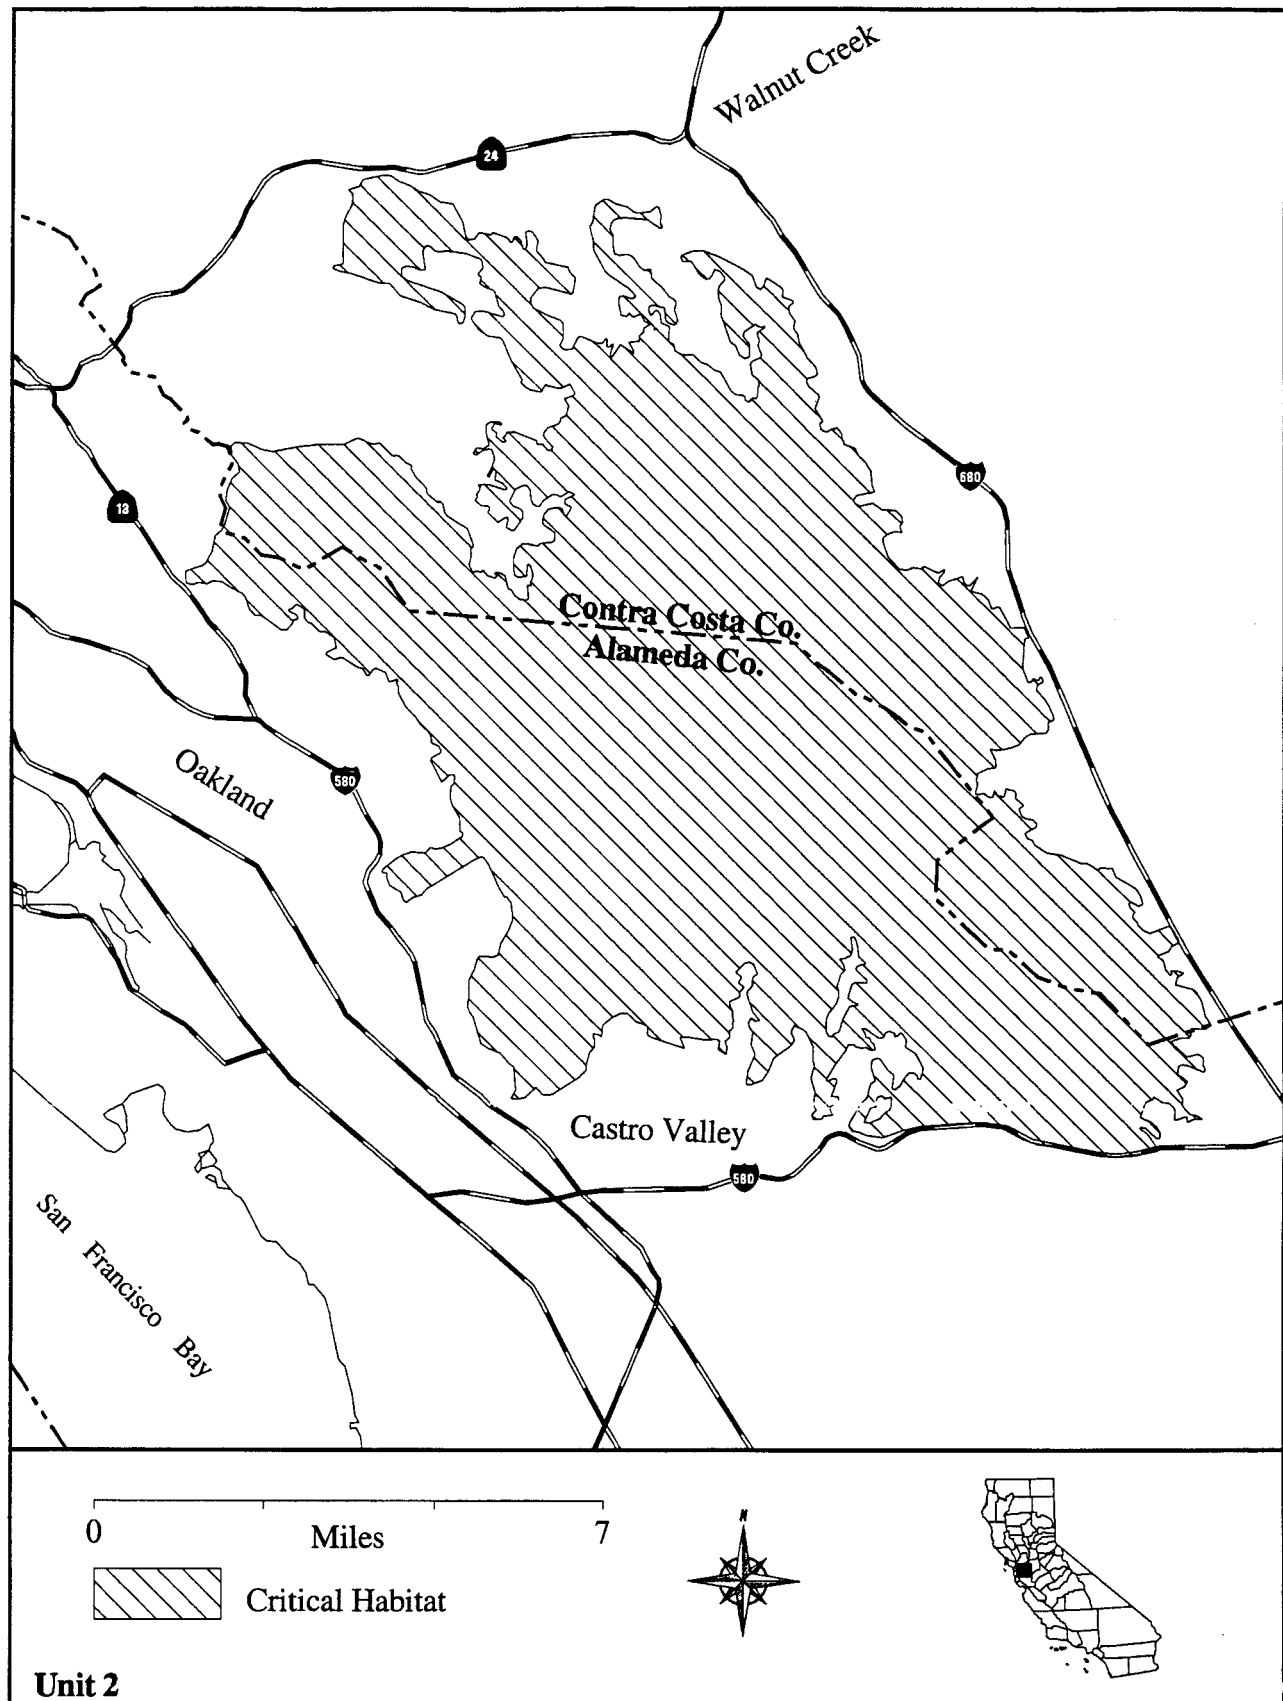 Walnut Creek
24
13
680
Contra Costa Co.
Alameda Co.
Oakland
580
Castro Valley
580
San Francisco Bay
0
Miles
7
N
Critical Habitat
Unit 2